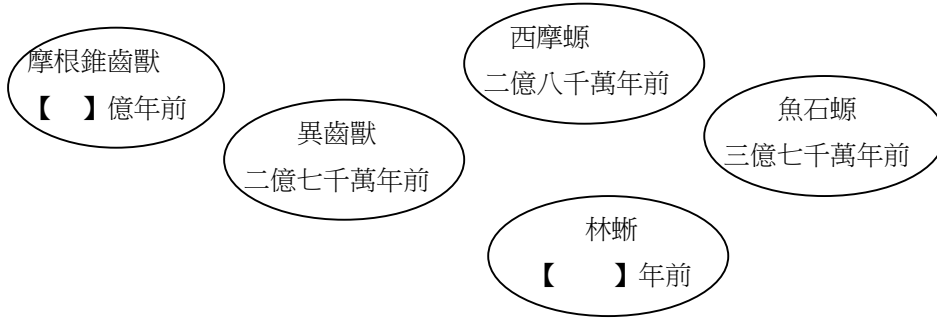 摩根錐齒獸
【　】億年前
異齒獸
二億七千萬年前
西摩螈
二億八千萬年前
魚石螈
三億七千萬年前
林蜥
【　　】年前